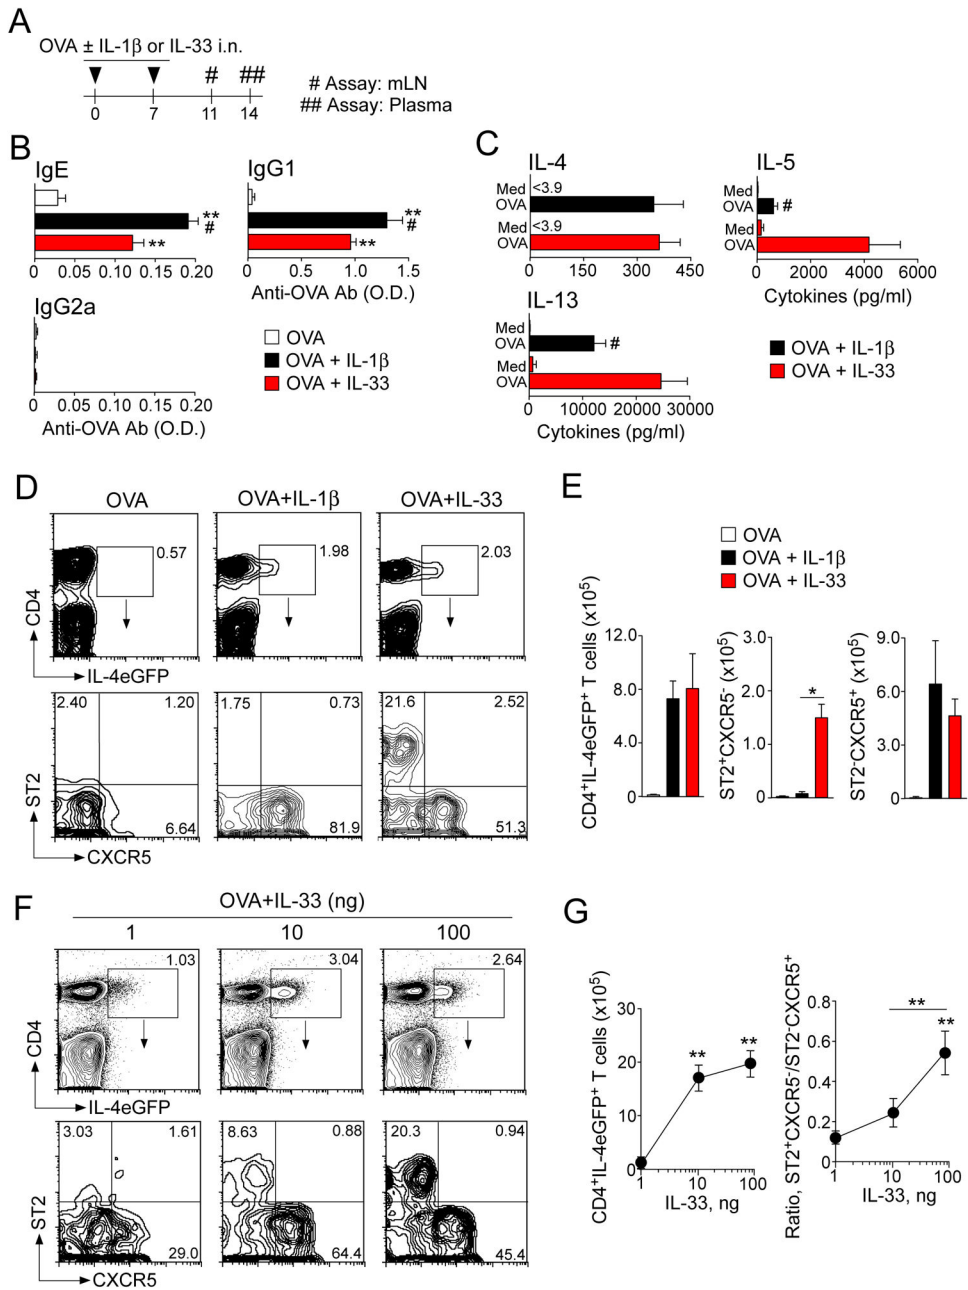 A
OVA ± IL-1β or IL-33 i.n.
# ##
0 7 11 14
# Assay: mLN
## Assay: Plasma
B
IgE
**
#
**
0 0.05 0.10 0.15 0.20
IgG1
**
#
**
0 0.5 1.0 1.5
Anti-OVA Ab (O.D.)
IgG2a
0 0.05 0.10 0.15 0.20
Anti-OVA Ab (O.D.)
OVA
OVA + IL-1β
OVA + IL-33
C
IL-4
Med <3.9
OVA
Med <3.9
OVA
0 150 300 450
IL-5
Med
OVA #
Med
OVA
0 2000 4000 6000
Cytokines (pg/ml)
IL-13
Med
OVA #
Med
OVA
0 10000 20000 30000
Cytokines (pg/ml)
OVA + IL-1β
OVA + IL-33
D
OVA OVA+IL-1β OVA+IL-33
0.57 1.98 2.03
CD4
IL-4eGFP
2.40 1.20 1.75 0.73 21.6 2.52
6.64 81.9 51.3
ST2
CXCR5
E
OVA
OVA + IL-1β
OVA + IL-33
CD4+IL-4eGFP+ T cells (x10⁵)
12.0
8.0
4.0
0
ST2+CXCR5- (x10⁵)
3.0
2.0
1.0
0
*
ST2-CXCR5+ (x10⁵)
9.0
6.0
3.0
0
F
OVA+IL-33 (ng)
1 10 100
1.03 3.04 2.64
CD4
IL-4eGFP
3.03 1.61 8.63 0.88 20.3 0.94
29.0 64.4 45.4
ST2
CXCR5
G
CD4+IL-4eGFP+ T cells (x10⁵)
30
20
10
0
** **
1 10 100
IL-33, ng
Ratio, ST2+CXCR5-/ST2-CXCR5+
0.8
0.6
0.4
0.2
0
**
**
1 10 100
IL-33, ng